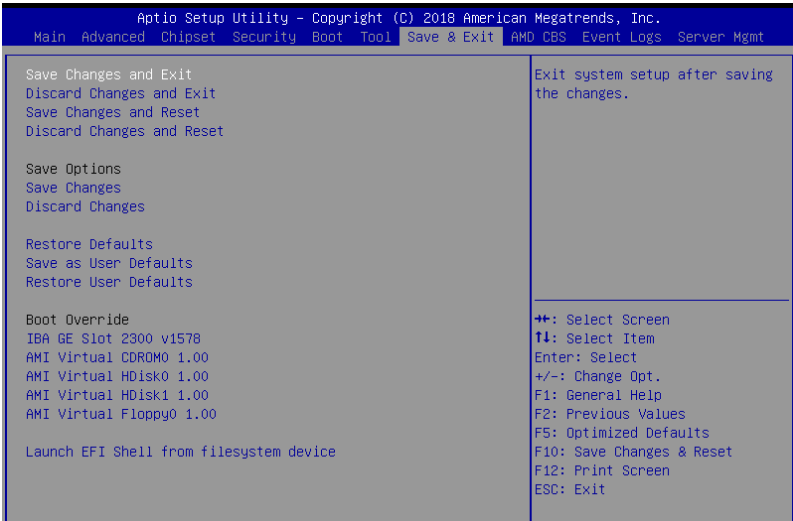 Aptio Setup Utility – Copyright (C) 2018 American Megatrends, Inc.
Main Advanced Chipset Security Boot Tool Save & Exit AMD CBS Event Logs Server Mgmt
Save Changes and Exit
Discard Changes and Exit
Save Changes and Reset
Discard Changes and Reset
Save Options
Save Changes
Discard Changes
Restore Defaults
Save as User Defaults
Restore User Defaults
Boot Override
IBA GE Slot 2300 v1578
AMI Virtual CDROM0 1.00
AMI Virtual HDisk0 1.00
AMI Virtual HDisk1 1.00
AMI Virtual Floppy0 1.00
Launch EFI Shell from filesystem device
Exit system setup after saving
the changes.
→←: Select Screen
↑↓: Select Item
Enter: Select
+/-: Change Opt.
F1: General Help
F2: Previous Values
F5: Optimized Defaults
F10: Save Changes & Reset
F12: Print Screen
ESC: Exit